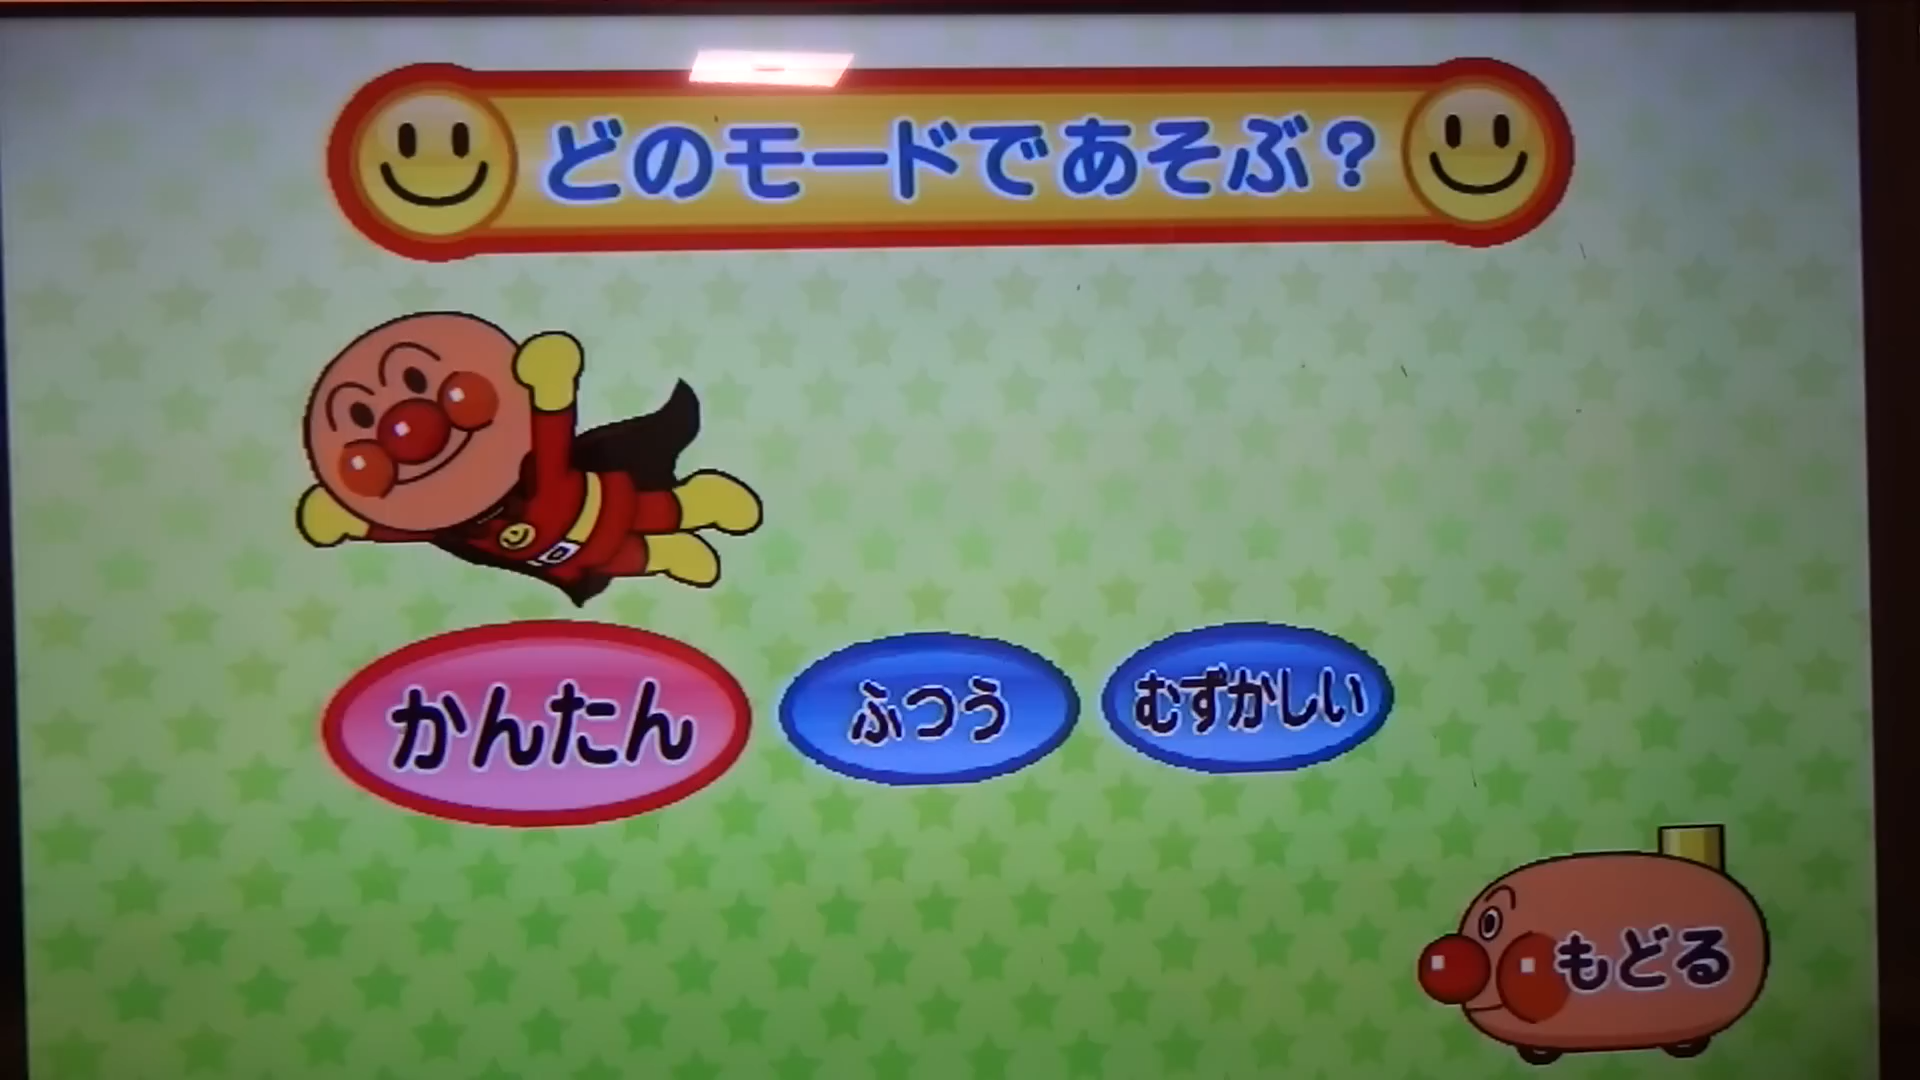 どのモードであそぶ？
かんたん
ふつう
むずかしい
もどる